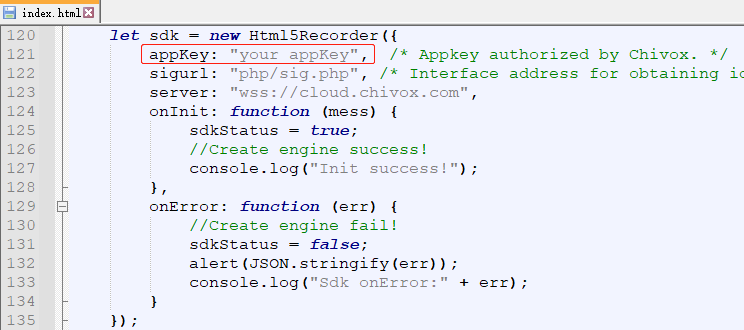 index.html
120 let sdk = new Html5Recorder({
121 appKey: "your appKey", /* Appkey authorized by Chivox. */
122 sigurl: "php/sig.php", /* Interface address for obtaining
123 server: "wss://cloud.chivox.com",
124 onInit: function (mess) {
125 sdkStatus = true;
126 //Create engine success!
127 console.log("Init success!");
128 },
129 onError: function (err) {
130 //Create engine fail!
131 sdkStatus = false;
132 alert(JSON.stringify(err));
133 console.log("Sdk onError:" + err);
134 }
135 });